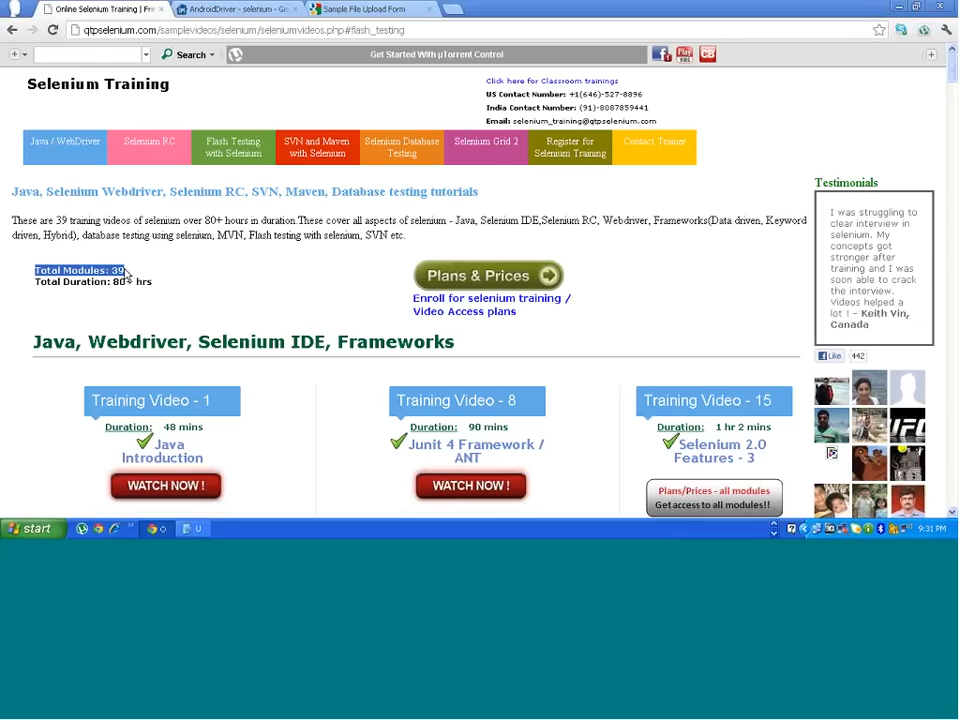 Online Selenium Training | Fre
AndroidDriver - selenium - G
Sample File Upload Form
qtpselenium.com/samplevideos/selenium/seleniumvideos.php#flash_testing
Search
Get Started With µTorrent Control
Selenium Training
Click here for Classroom trainings
US Contact Number: +1(646)-527-8896
India Contact Number: (91)-8087859441
Email: selenium_training@qtpselenium.com
Java / WebDriver
Selenium RC
Flash Testing with Selenium
SVN and Maven with Selenium
Selenium Database Testing
Selenium Grid 2
Register for Selenium Training
Contact Trainer
Java, Selenium Webdriver, Selenium RC, SVN, Maven, Database testing tutorials
These are 39 training videos of selenium over 80+ hours in duration.These cover all aspects of selenium - Java, Selenium IDE,Selenium RC, Webdriver, Frameworks(Data driven, Keyword
driven, Hybrid), database testing using selenium, MVN, Flash testing with selenium, SVN etc.
Total Modules: 39
Total Duration: 80+ hrs
Plans & Prices
Enroll for selenium training /
Video Access plans
Testimonials
I was struggling to
clear interview in
selenium. My
concepts got
stronger after
training and I was
soon able to crack
the interview.
Videos helped a
lot ! - Keith Vin,
Canada
Like 442
UFC
Java, Webdriver, Selenium IDE, Frameworks
Training Video - 1
Duration: 48 mins
Java
Introduction
WATCH NOW !
Training Video - 8
Duration: 90 mins
Junit 4 Framework /
ANT
WATCH NOW !
Training Video - 15
Duration: 1 hr 2 mins
Selenium 2.0
Features - 3
Plans/Prices - all modules
Get access to all modules!!
start
9:31 PM